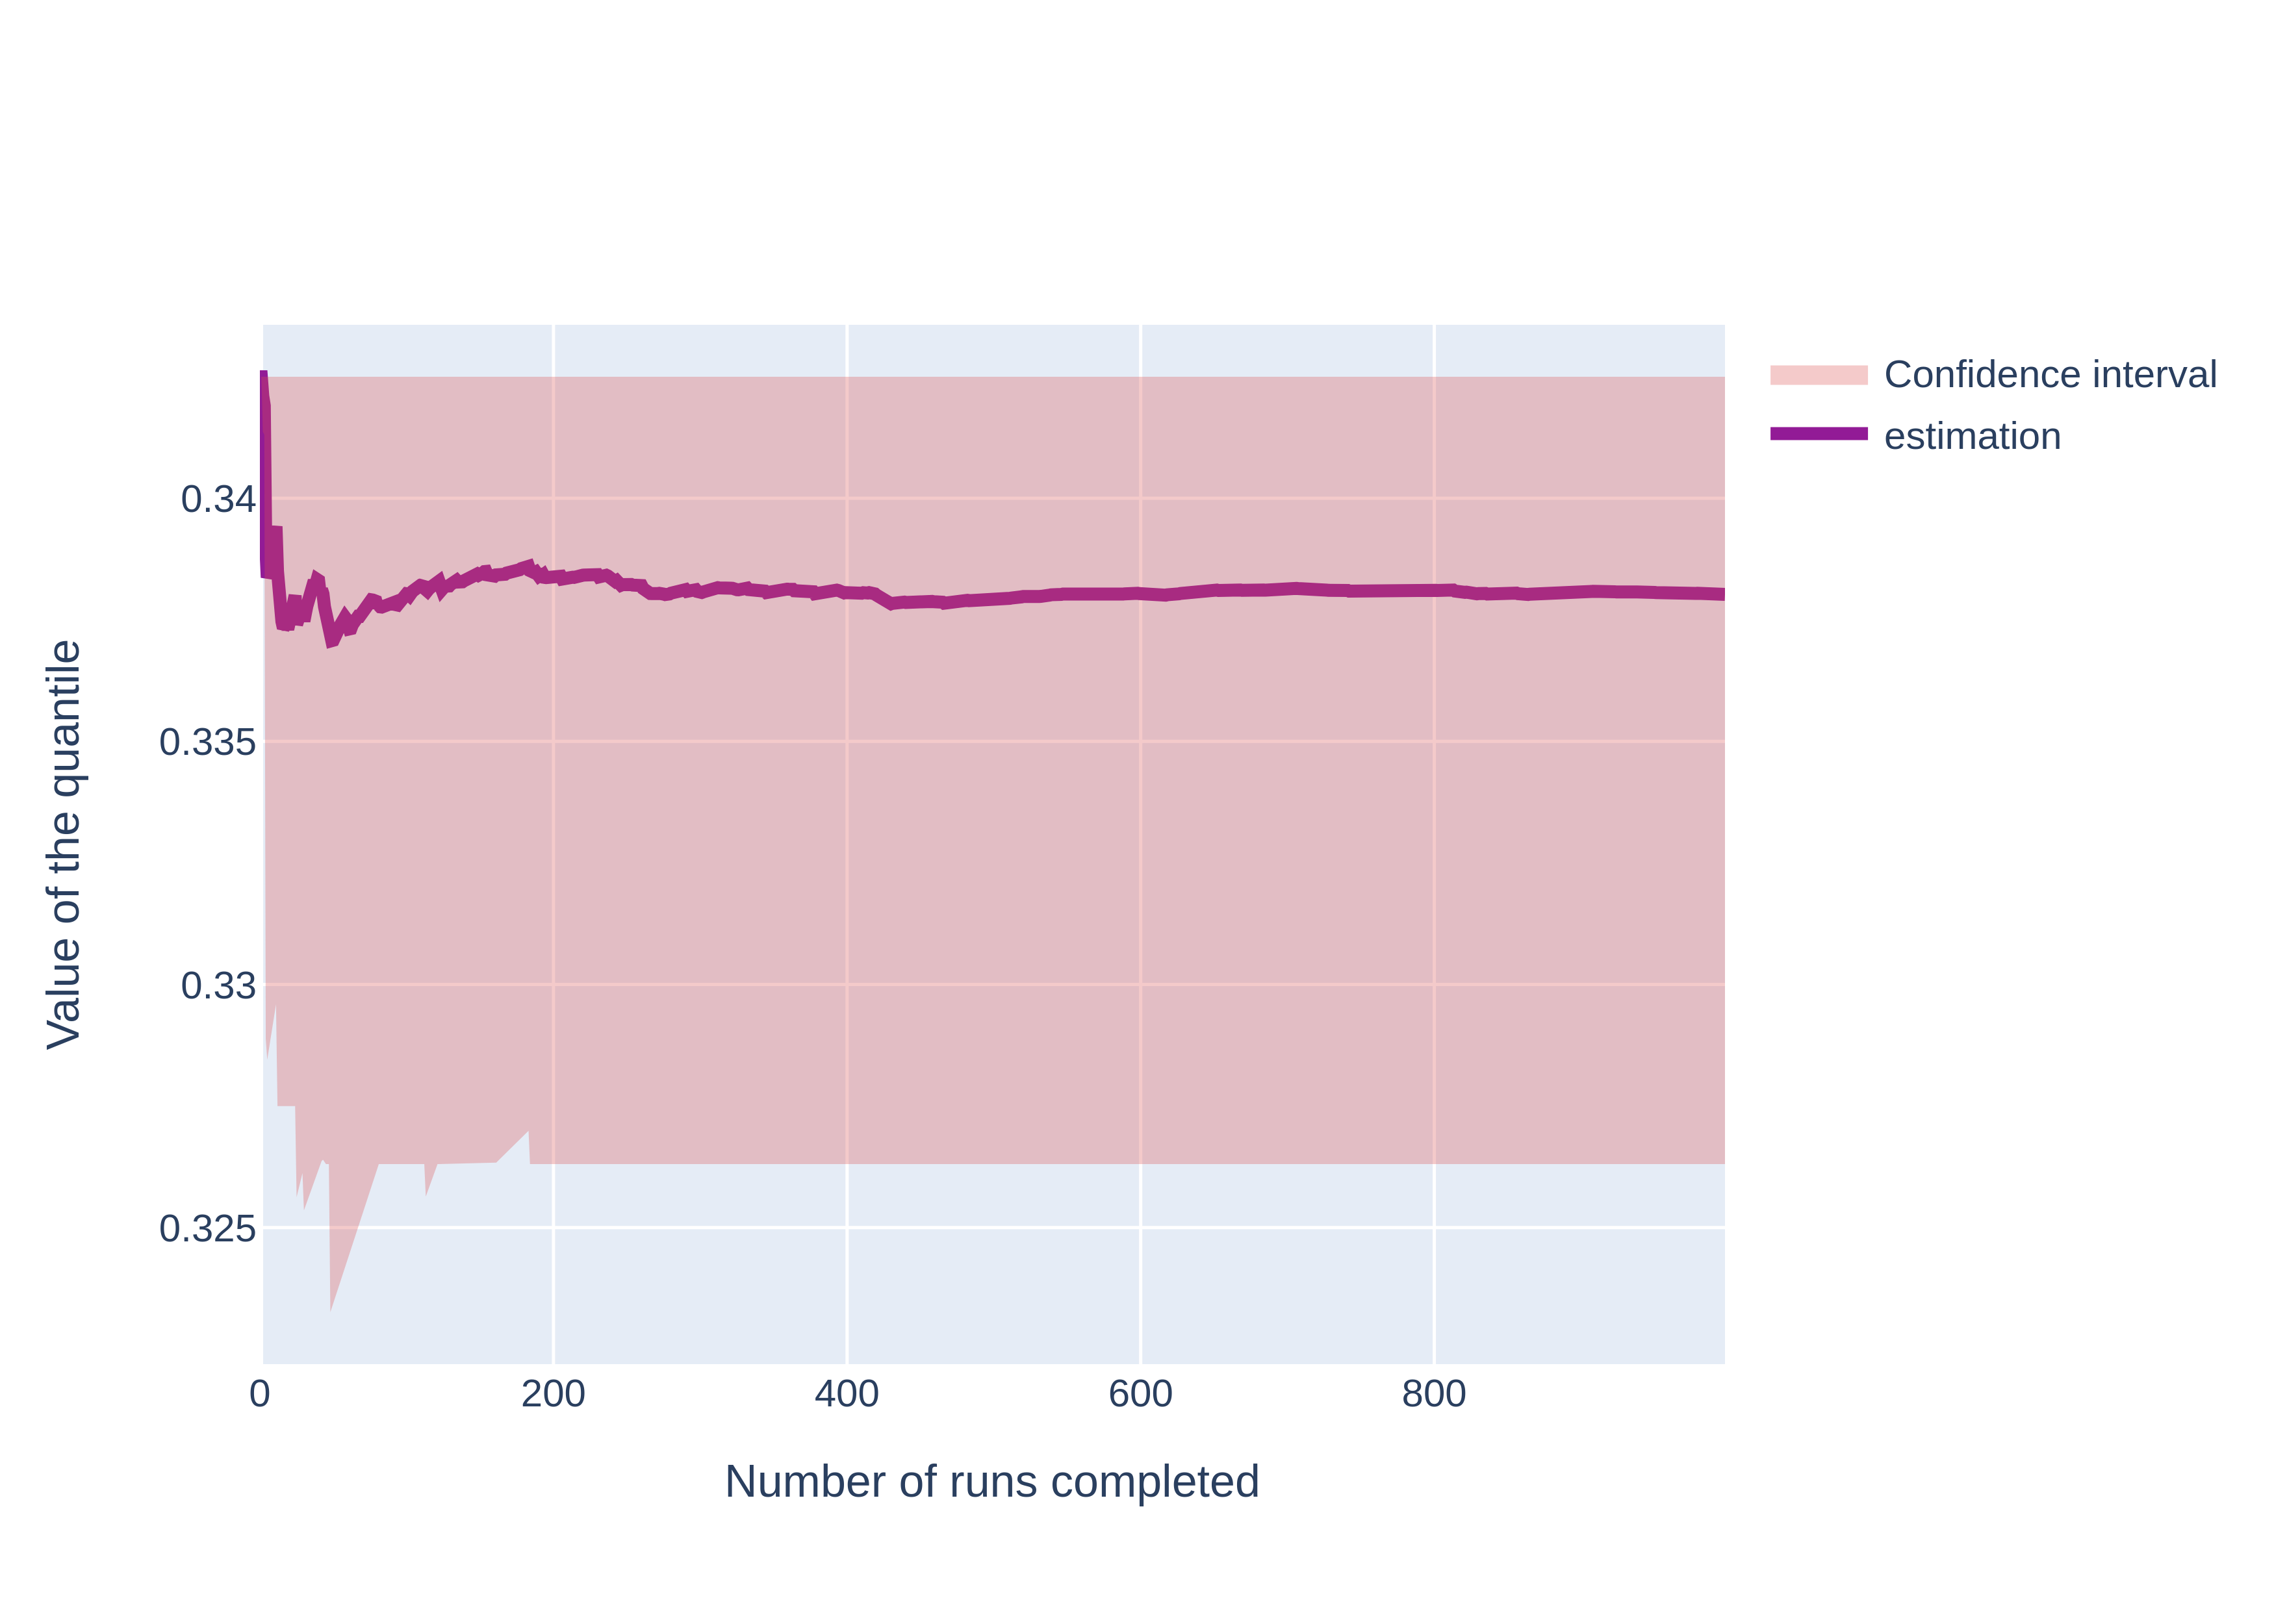 Confidence interval
estimation
0.34
0.335
0.33
0.325
Value of the quantile
0 200 400 600 800
Number of runs completed